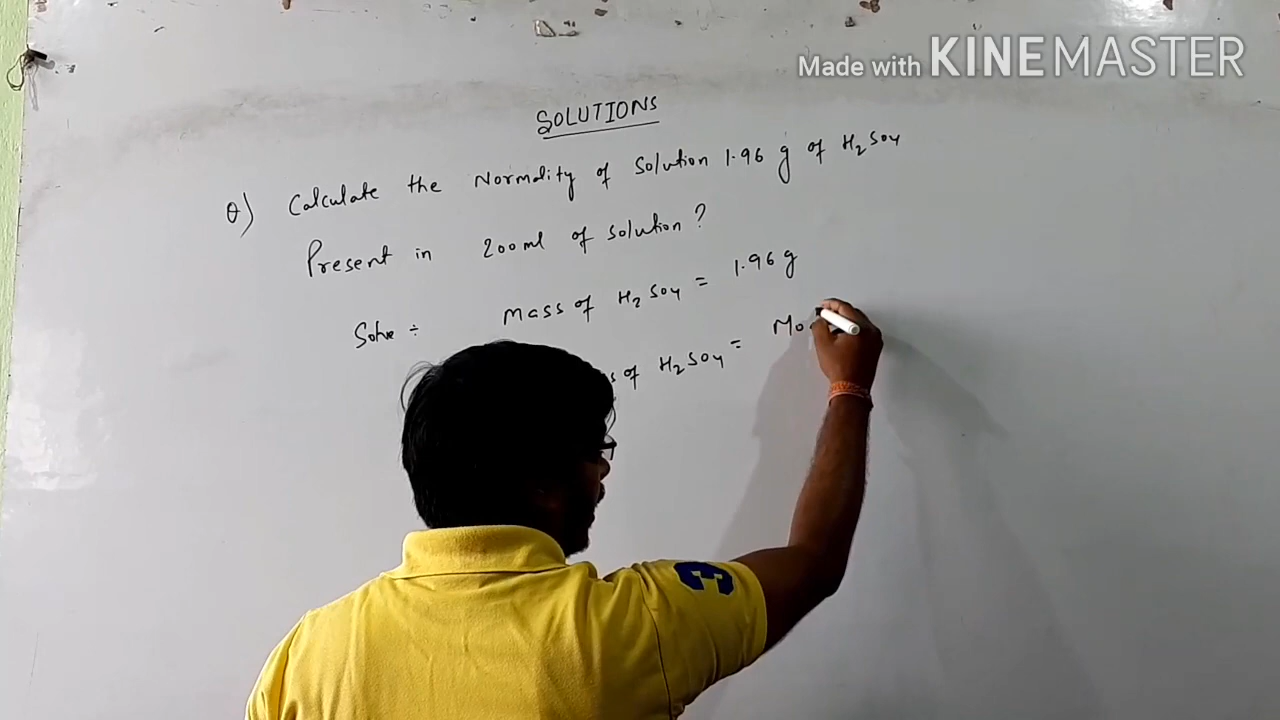 Made with KINEMASTER
SOLUTIONS
Q) Calculate the Normality of Solution 1.96 g of H2SO4
Present in 200ml of solution?
Solve ÷ Mass of H2SO4 = 1.96 g
of H2SO4 =